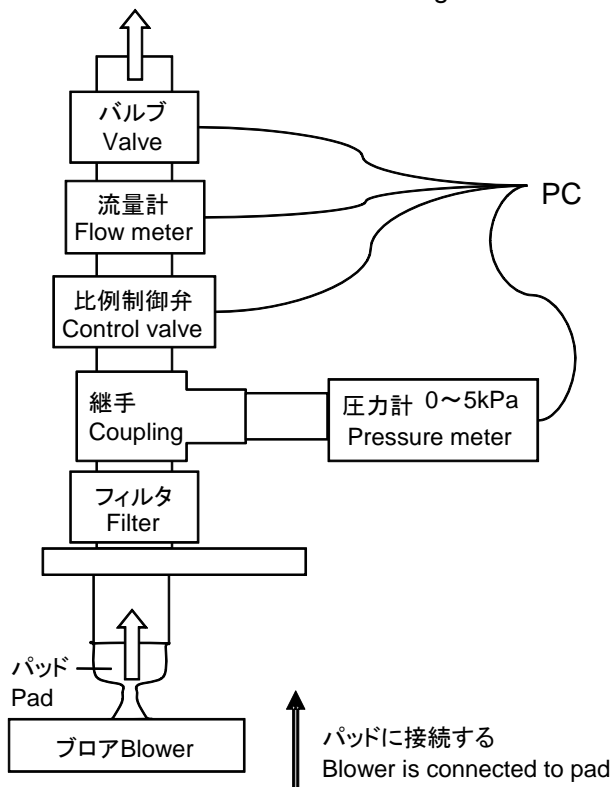 バルブ
Valve
流量計
Flow meter
PC
比例制御弁
Control valve
継手
Coupling
圧力計 0～5kPa
Pressure meter
フィルタ
Filter
パッド
Pad
ブロアBlower
パッドに接続する
Blower is connected to pad